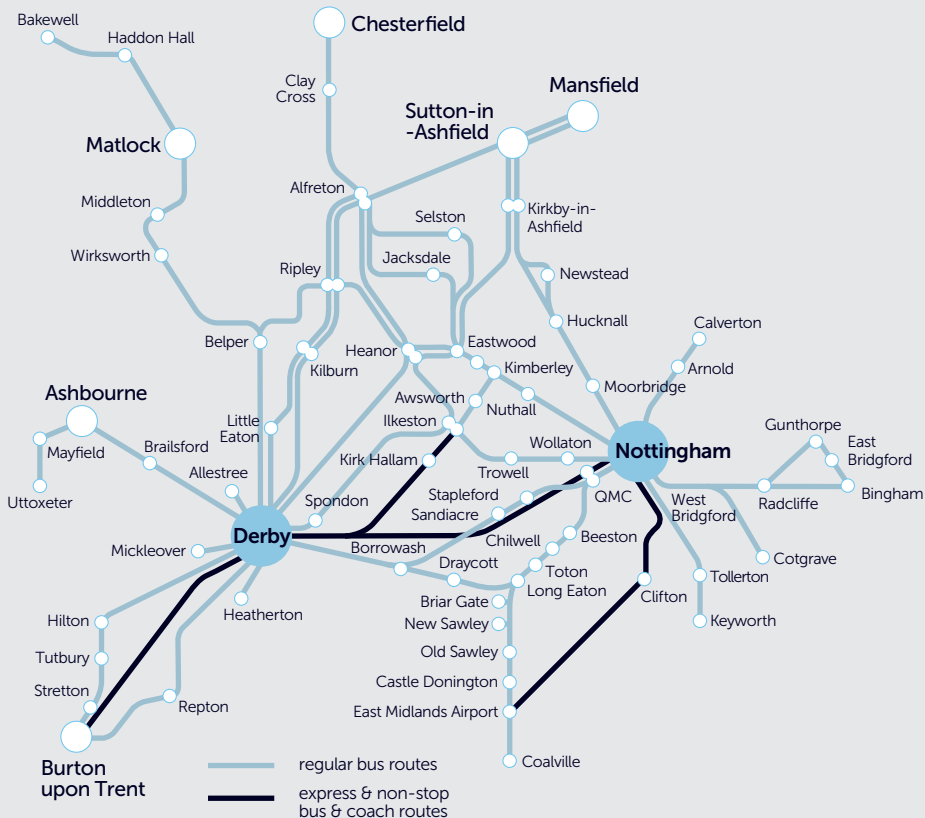 Bakewell
Haddon Hall
Chesterfield
Clay
Cross
Mansfield
Sutton-in
-Ashfield
Matlock
Alfreton
Middleton
Selston
Kirkby-in-
Ashfield
Wirksworth
Ripley
Jacksdale
Newstead
Hucknall
Calverton
Belper
Heanor
Eastwood
Kilburn
Kimberley
Arnold
Moorbridge
Ashbourne
Awsworth
Nuthall
Little
Eaton
Ilkeston
Gunthorpe
Mayfield
Brailsford
Wollaton
Nottingham
East
Bridgford
Kirk Hallam
Allestree
Trowell
Uttoxeter
Spondon
Stapleford
QMC
West
Bridgford
Radcliffe
Bingham
Sandiacre
Derby
Chilwell
Beeston
Mickleover
Borrowash
Draycott
Toton
Cotgrave
Tollerton
Long Eaton
Clifton
Heatherton
Briar Gate
Hilton
New Sawley
Keyworth
Old Sawley
Tutbury
Castle Donington
Stretton
Repton
East Midlands Airport
Burton
upon Trent
Coalville
regular bus routes
express & non-stop
bus & coach routes